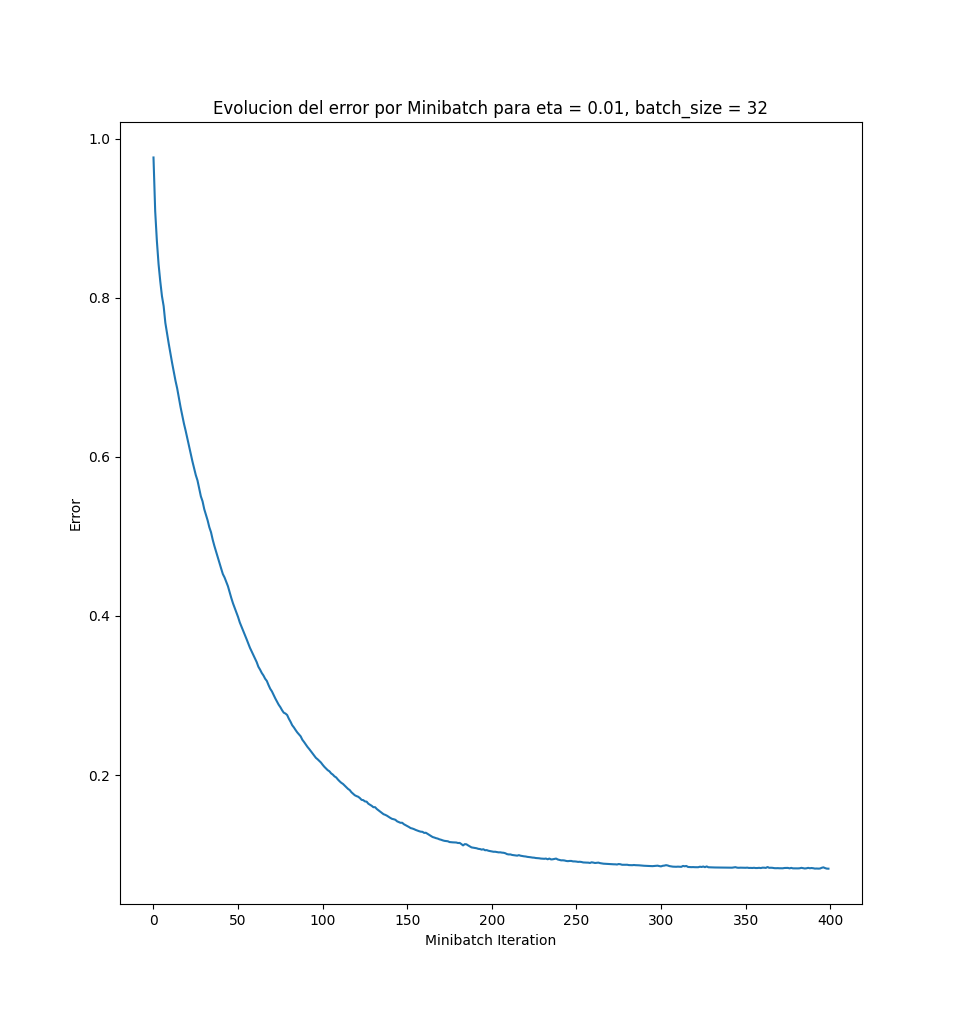 Evolucion del error por Minibatch para eta = 0.01, batch_size = 32
1.0
0.8
0.6
0.4
0.2
Error
0 50 100 150 200 250 300 350 400
Minibatch Iteration